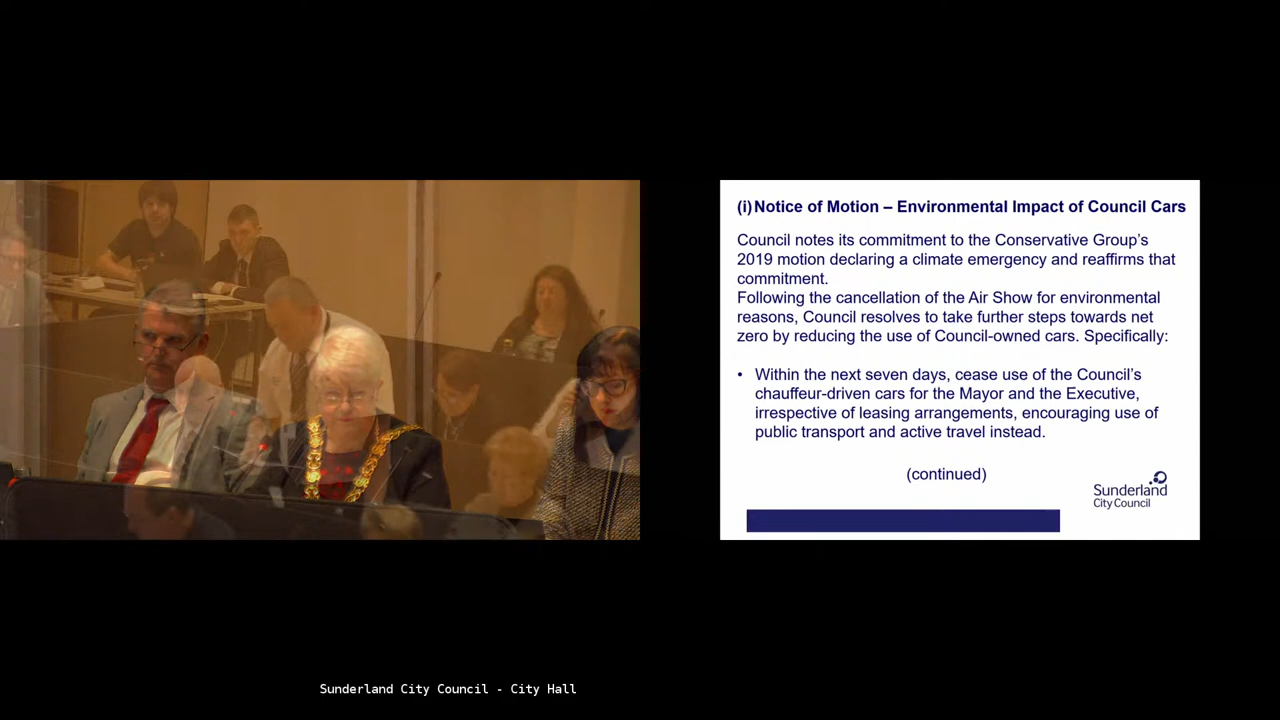 (i) Notice of Motion – Environmental Impact of Council Cars
Council notes its commitment to the Conservative Group's
2019 motion declaring a climate emergency and reaffirms that
commitment.
Following the cancellation of the Air Show for environmental
reasons, Council resolves to take further steps towards net
zero by reducing the use of Council-owned cars. Specifically:
• Within the next seven days, cease use of the Council's
chauffeur-driven cars for the Mayor and the Executive,
irrespective of leasing arrangements, encouraging use of
public transport and active travel instead.
(continued)
Sunderland
City Council
Sunderland City Council - City Hall